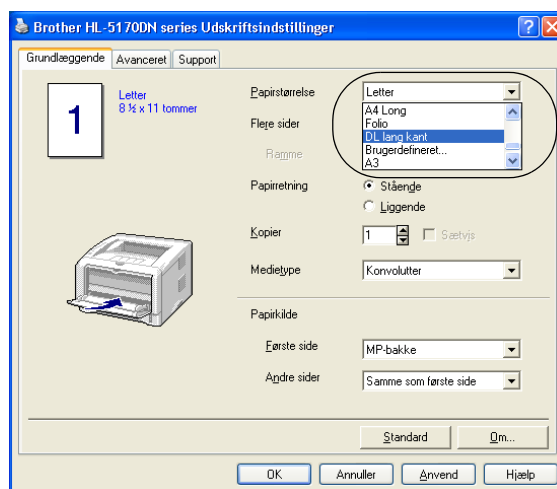 Brother HL-5170DN series Udskriftsindstillinger
Grundlæggende Avanceret Support
1
Letter
8 ½ x 11 tommer
Papirstørrelse Letter
A4 Long
Folio
DL lang kant
Brugerdefineret...
A3
Flere sider
Ramme
Papirretning Stående
Liggende
Kopier 1 Sætvis
Medietype Konvolutter
Papirkilde
Første side MP-bakke
Andre sider Samme som første side
Standard Om...
OK Annuller Anvend Hjælp